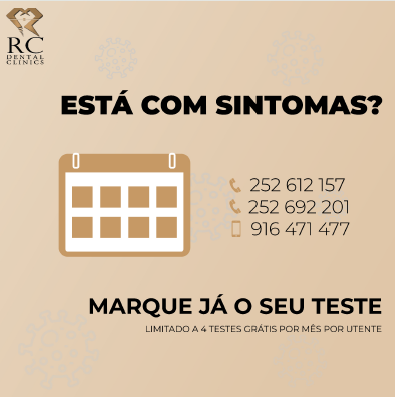 RC
DENTAL
CLINICS
ESTÁ COM SINTOMAS?
252 612 157
252 692 201
916 471 477
MARQUE JÁ O SEU TESTE
LIMITADO A 4 TESTES GRÁTIS POR MÊS POR UTENTE